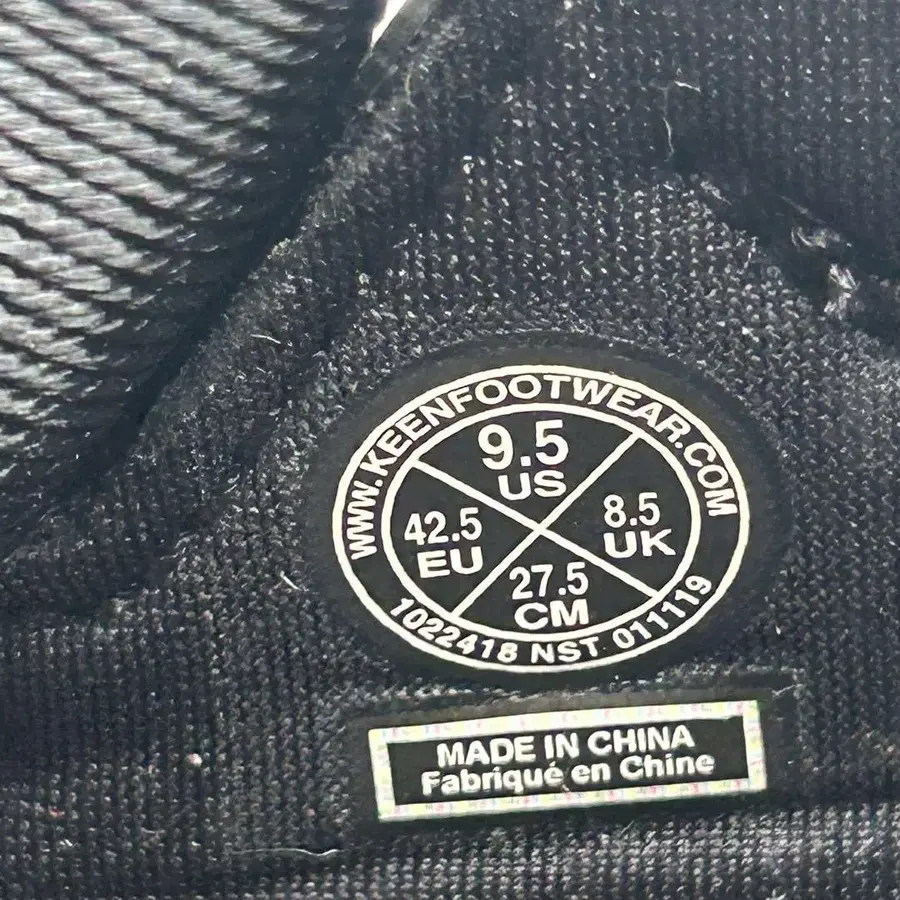 WWW.KEENFOOTWEAR.COM
9.5
US
42.5
EU
8.5
UK
27.5
CM
1022418 NST 011119
MADE IN CHINA
Fabriqué en Chine